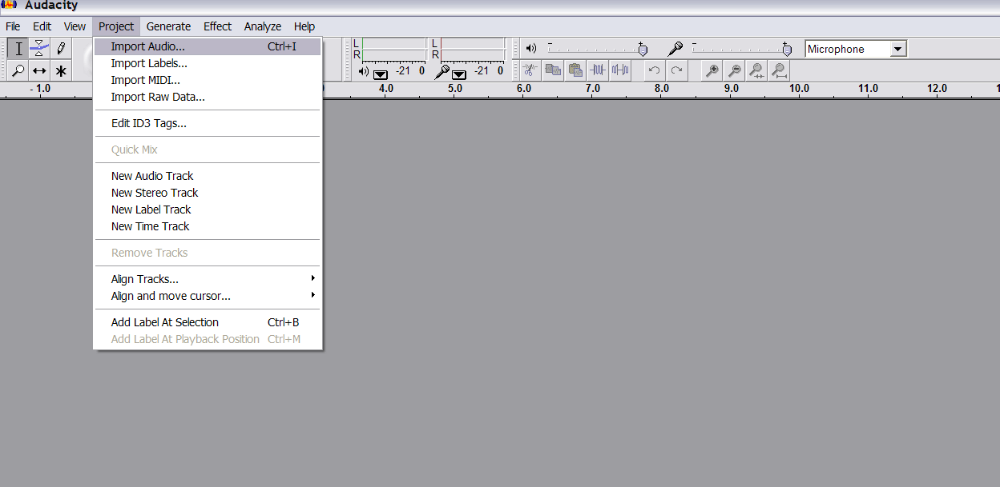 Audacity
File Edit View Project Generate Effect Analyze Help
Import Audio... Ctrl+I
Import Labels...
Import MIDI...
Import Raw Data...
Edit ID3 Tags...
Quick Mix
New Audio Track
New Stereo Track
New Label Track
New Time Track
Remove Tracks
Align Tracks...
Align and move cursor...
Add Label At Selection Ctrl+B
Add Label At Playback Position Ctrl+M
L
R
-21 0
L
R
-21 0
- +
- +
Microphone
- 1.0 4.0 5.0 6.0 7.0 8.0 9.0 10.0 11.0 12.0